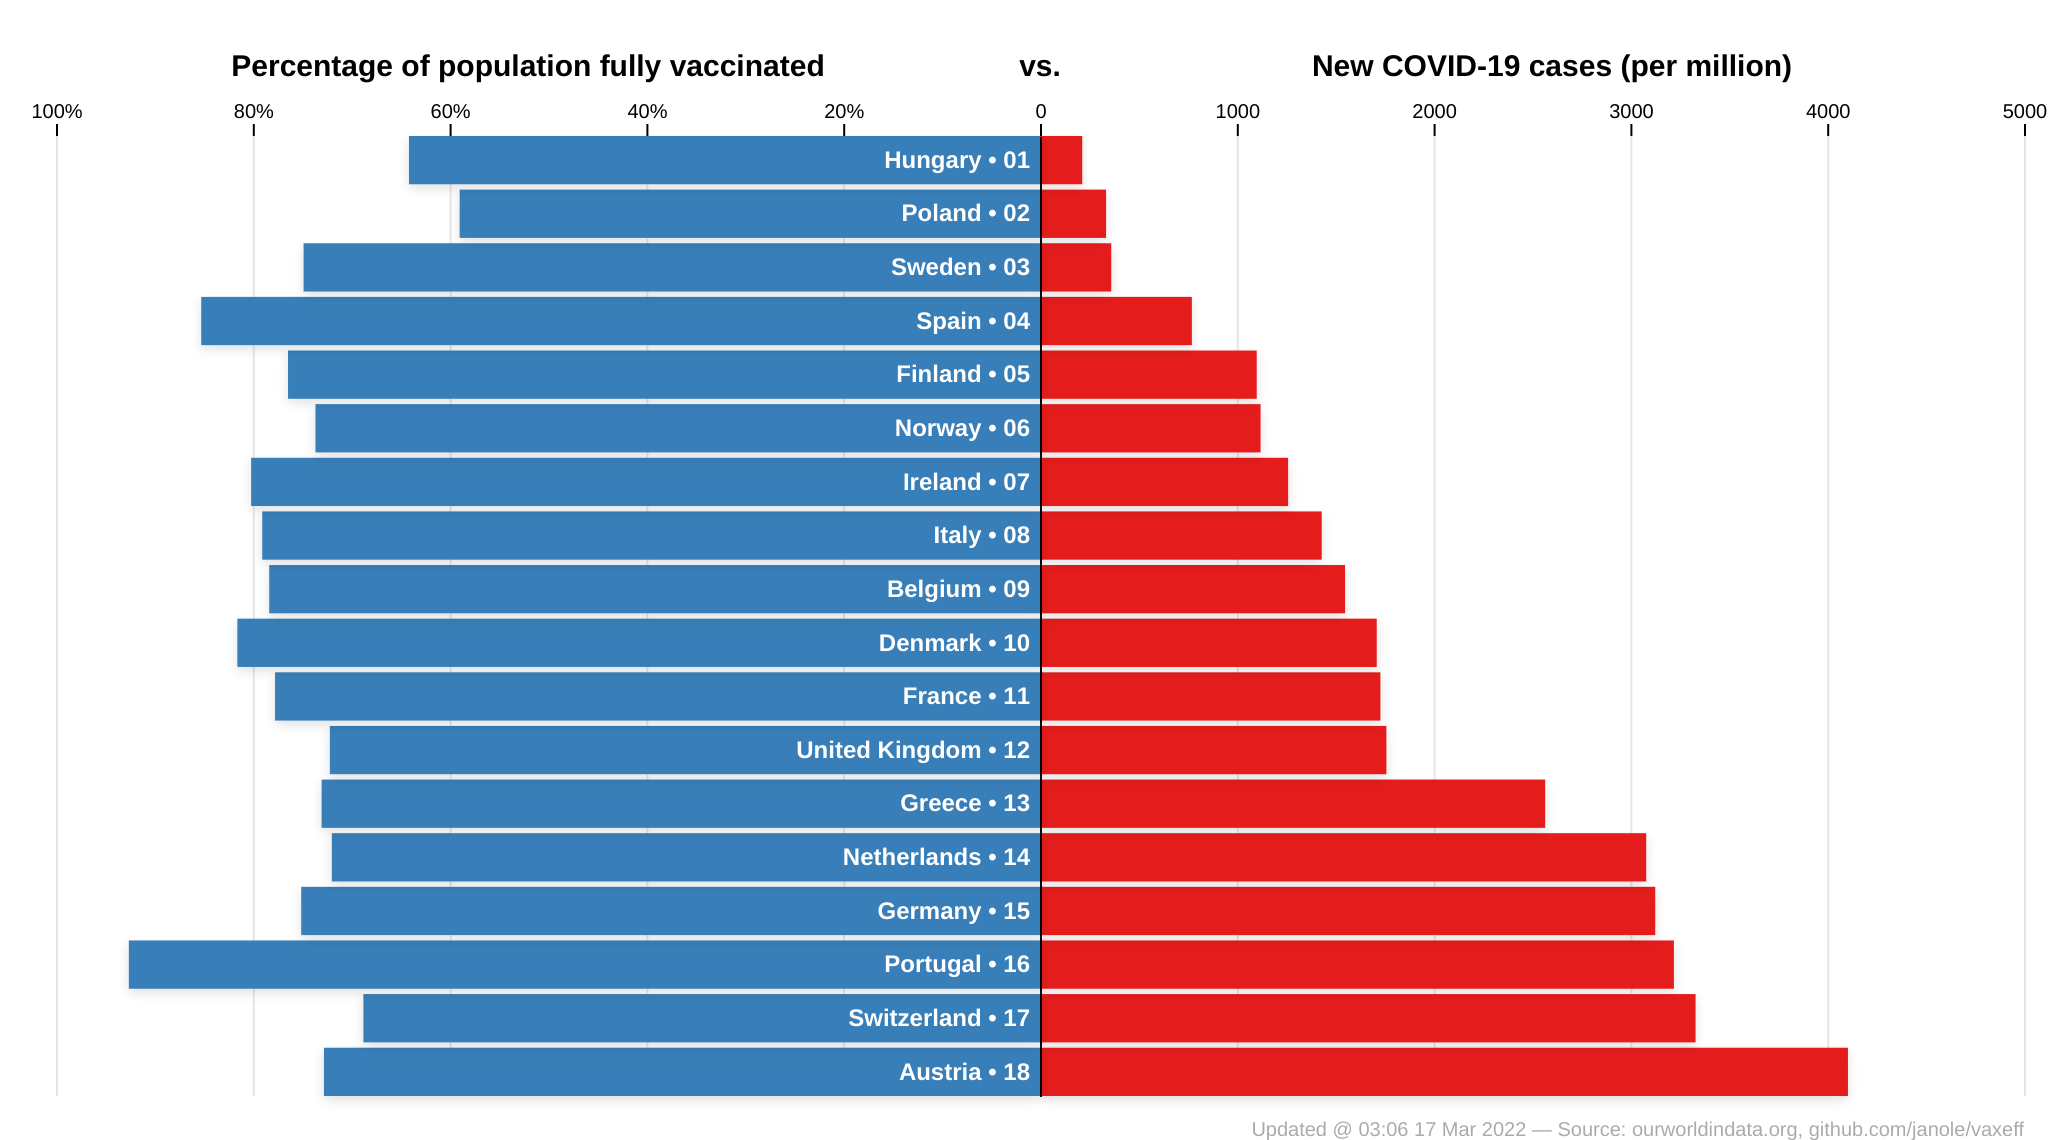 Percentage of population fully vaccinated vs. New COVID-19 cases (per million)
100% 80% 60% 40% 20% 0 1000 2000 3000 4000 5000
Hungary • 01
Poland • 02
Sweden • 03
Spain • 04
Finland • 05
Norway • 06
Ireland • 07
Italy • 08
Belgium • 09
Denmark • 10
France • 11
United Kingdom • 12
Greece • 13
Netherlands • 14
Germany • 15
Portugal • 16
Switzerland • 17
Austria • 18
Updated @ 03:06 17 Mar 2022 — Source: ourworldindata.org, github.com/janole/vaxeff